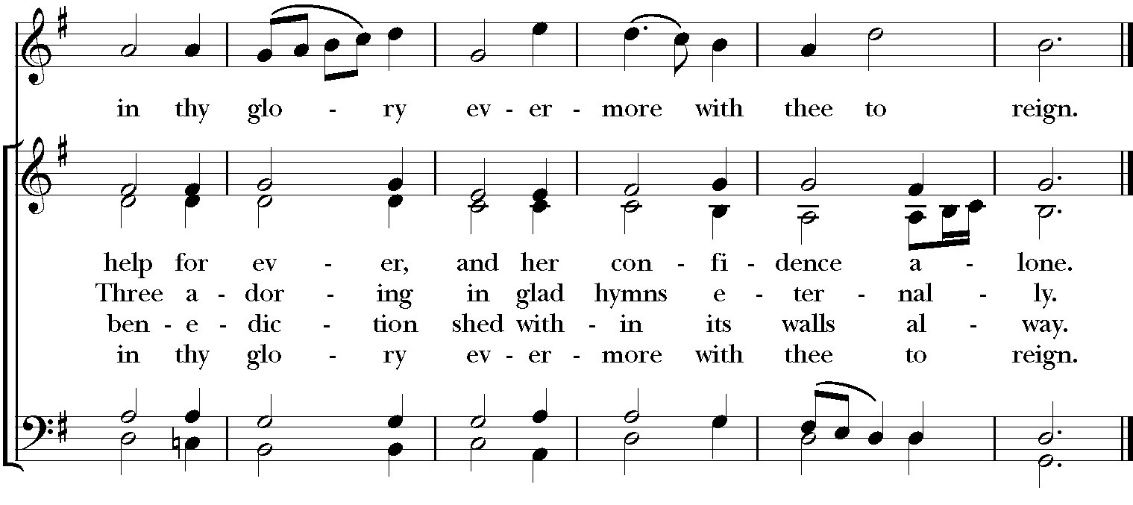 in thy glo - ry ev - er - more with thee to reign.
help for ev - er, and her con - fi - dence a - lone.
Three a - dor - ing in glad hymns e - ter - nal - ly.
ben - e - dic - tion shed with - in its walls al - way.
in thy glo - ry ev - er - more with thee to reign.